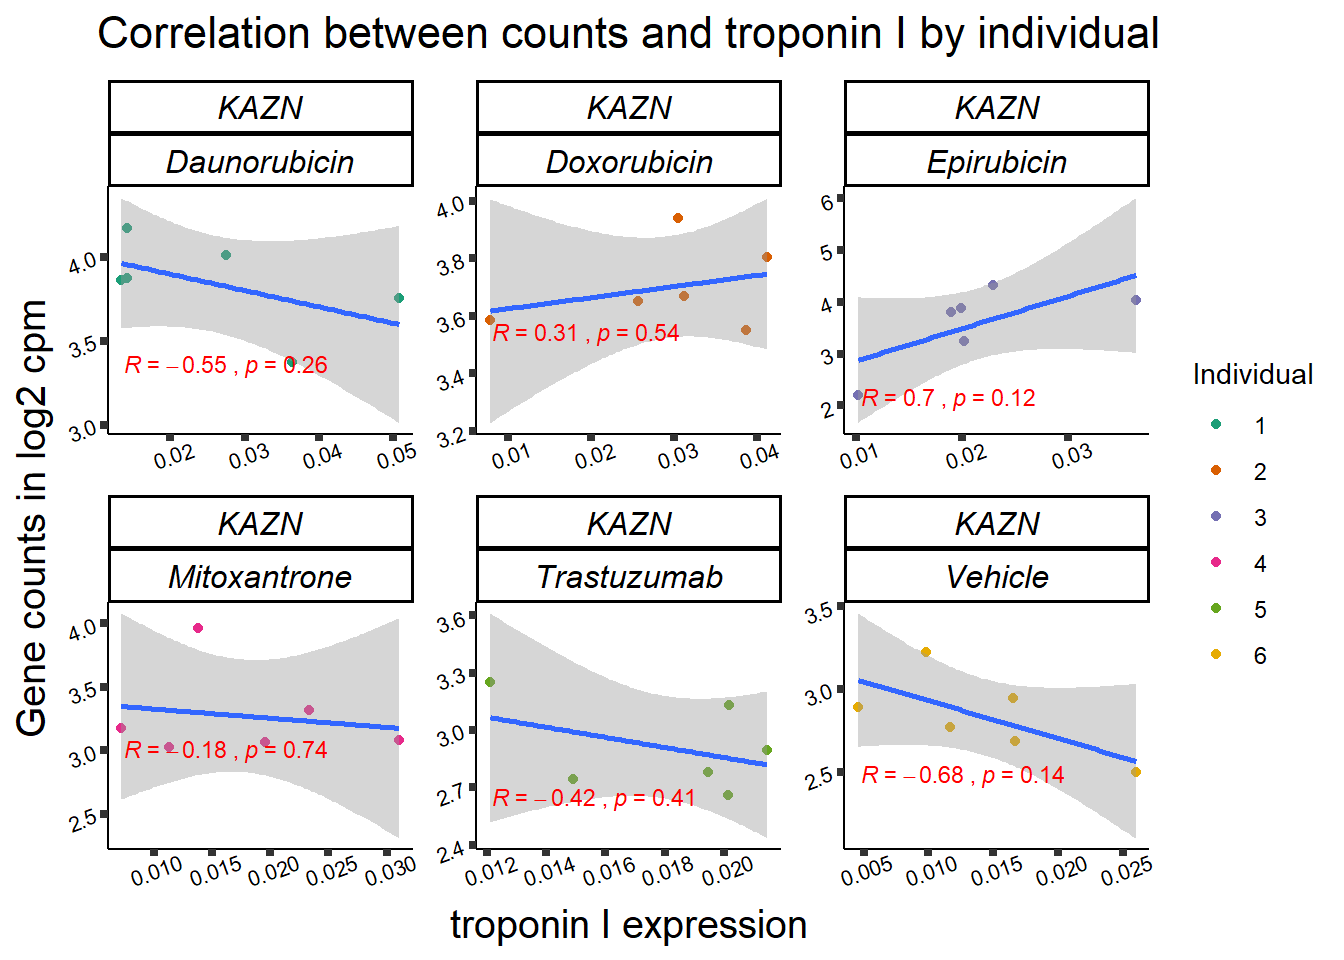 Correlation between counts and troponin I by individual
KAZN
Daunorubicin
4.0
3.5
3.0
R = −0.55 , p = 0.26
0.02 0.03 0.04 0.05
KAZN
Doxorubicin
4.0
3.8
3.6
3.4
3.2
R = 0.31 , p = 0.54
0.01 0.02 0.03 0.04
KAZN
Epirubicin
6
5
4
3
2
R = 0.7 , p = 0.12
0.01 0.02 0.03
KAZN
Mitoxantrone
4.0
3.5
3.0
2.5
R = −0.18 , p = 0.74
0.010 0.015 0.020 0.025 0.030
KAZN
Trastuzumab
3.6
3.3
3.0
2.7
2.4
R = −0.42 , p = 0.41
0.012 0.014 0.016 0.018 0.020
KAZN
Vehicle
3.5
3.0
2.5
R = −0.68 , p = 0.14
0.005 0.010 0.015 0.020 0.025
Gene counts in log2 cpm
troponin I expression
Individual
1
2
3
4
5
6